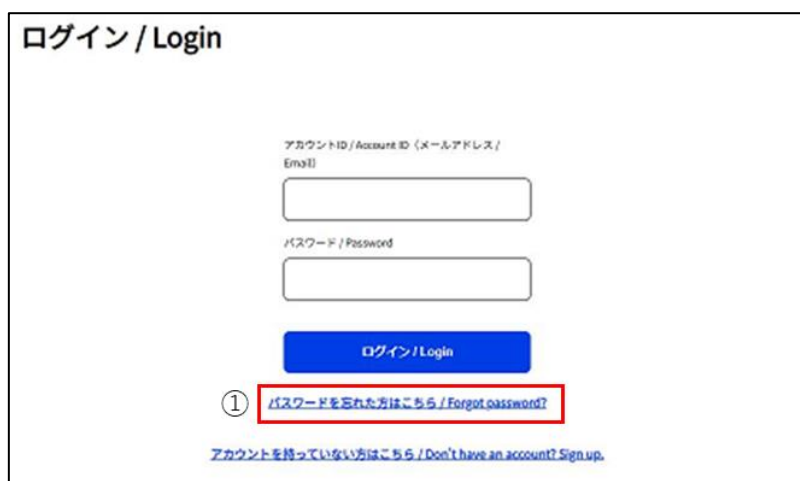 ログイン / Login
アカウントID / Account ID（メールアドレス /
Email）
パスワード / Password
ログイン / Login
① パスワードを忘れた方はこちら / Forgot password?
アカウントを持っていない方はこちら / Don't have an account? Sign up.